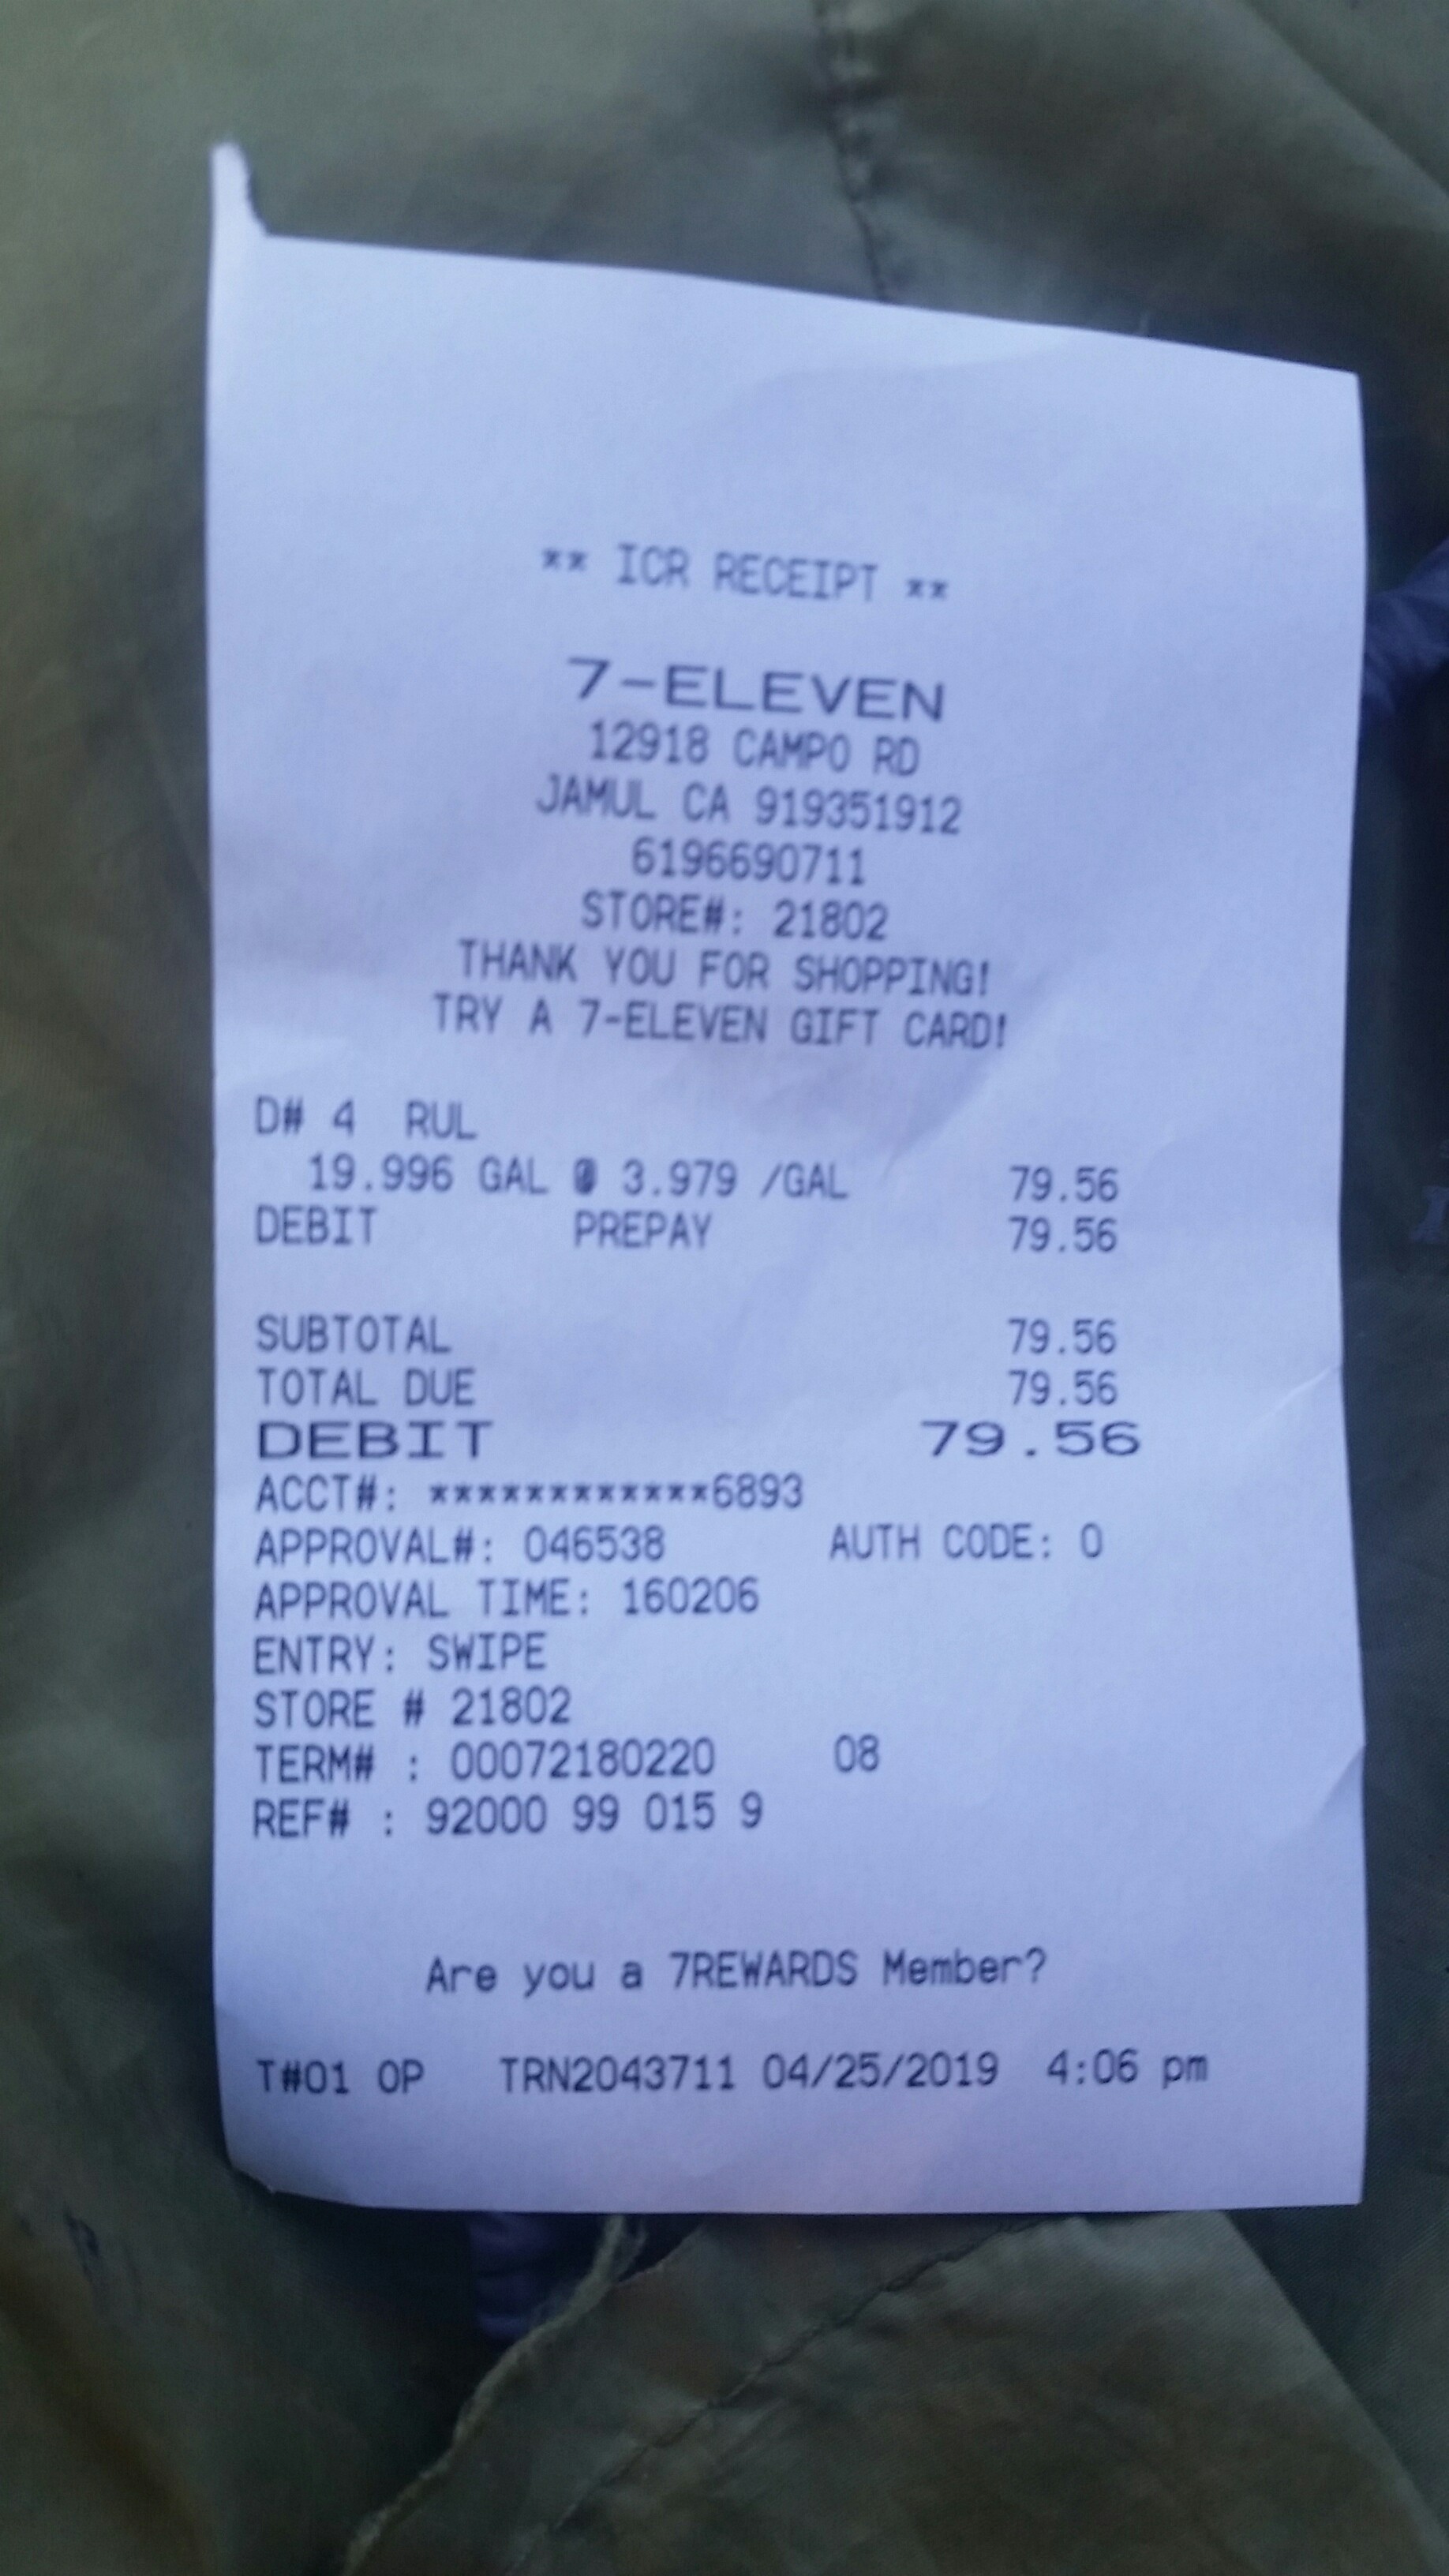 ** ICR RECEIPT **
7-ELEVEN
12918 CAMPO RD
JAMUL CA 919351912
6196690711
STORE#: 21802
THANK YOU FOR SHOPPING!
TRY A 7-ELEVEN GIFT CARD!
D# 4 RUL
19.996 GAL @ 3.979 /GAL 79.56
DEBIT PREPAY 79.56
SUBTOTAL 79.56
TOTAL DUE 79.56
DEBIT 79.56
ACCT#: ************6893
APPROVAL#: 046538 AUTH CODE: 0
APPROVAL TIME: 160206
ENTRY: SWIPE
STORE # 21802
TERM# : 00072180220 08
REF# : 92000 99 015 9
Are you a 7REWARDS Member?
T#01 OP TRN2043711 04/25/2019 4:06 pm